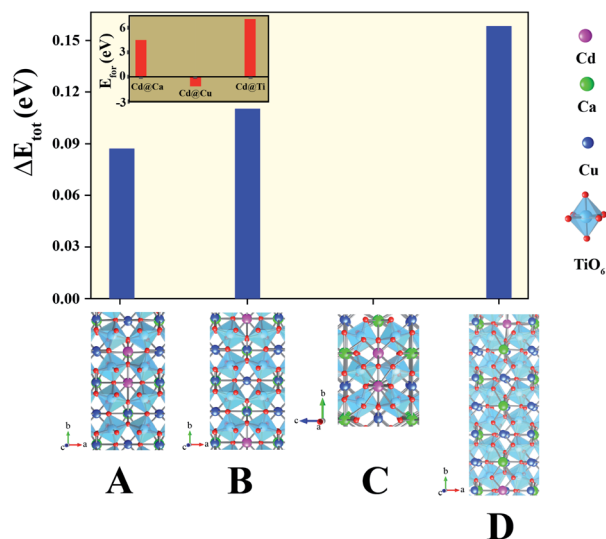 ΔE_tot (eV)
0.15
0.12
0.09
0.06
0.03
0.00
E_for (eV)
6
3
0
-3
Cd@Ca
Cd@Cu
Cd@Ti
Cd
Ca
Cu
TiO₆
b
c a
b
c a
b
c
a
b
c a
A
B
C
D